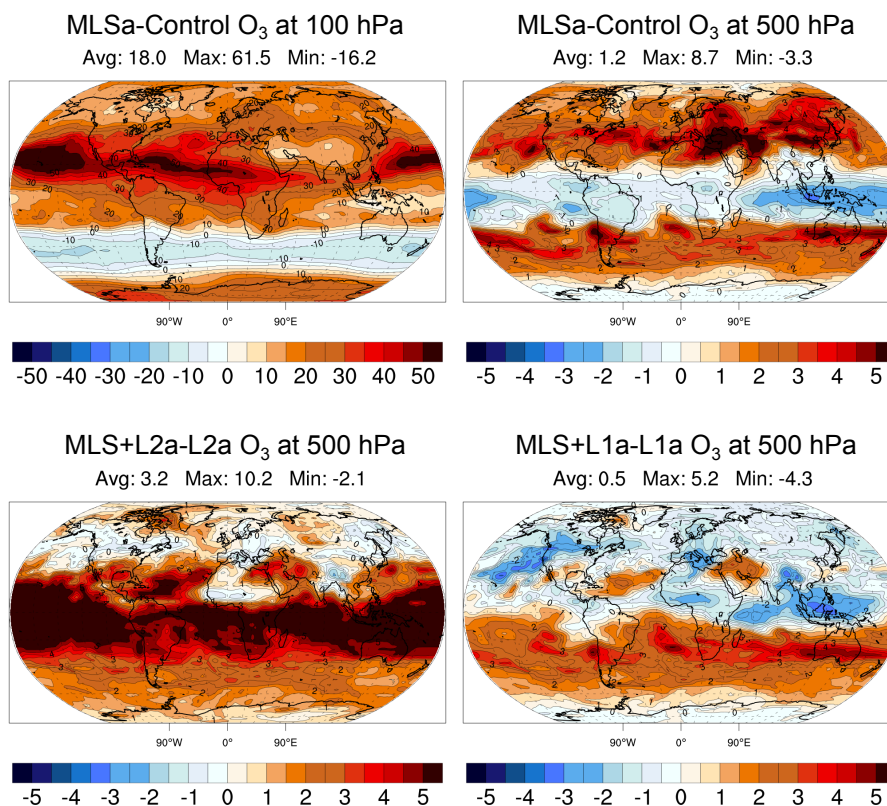 MLSa-Control O₃ at 100 hPa
Avg: 18.0 Max: 61.5 Min: -16.2
90°W 0° 90°E
-50 -40 -30 -20 -10 0 10 20 30 40 50
MLSa-Control O₃ at 500 hPa
Avg: 1.2 Max: 8.7 Min: -3.3
90°W 0° 90°E
-5 -4 -3 -2 -1 0 1 2 3 4 5
MLS+L2a-L2a O₃ at 500 hPa
Avg: 3.2 Max: 10.2 Min: -2.1
90°W 0° 90°E
-5 -4 -3 -2 -1 0 1 2 3 4 5
MLS+L1a-L1a O₃ at 500 hPa
Avg: 0.5 Max: 5.2 Min: -4.3
90°W 0° 90°E
-5 -4 -3 -2 -1 0 1 2 3 4 5